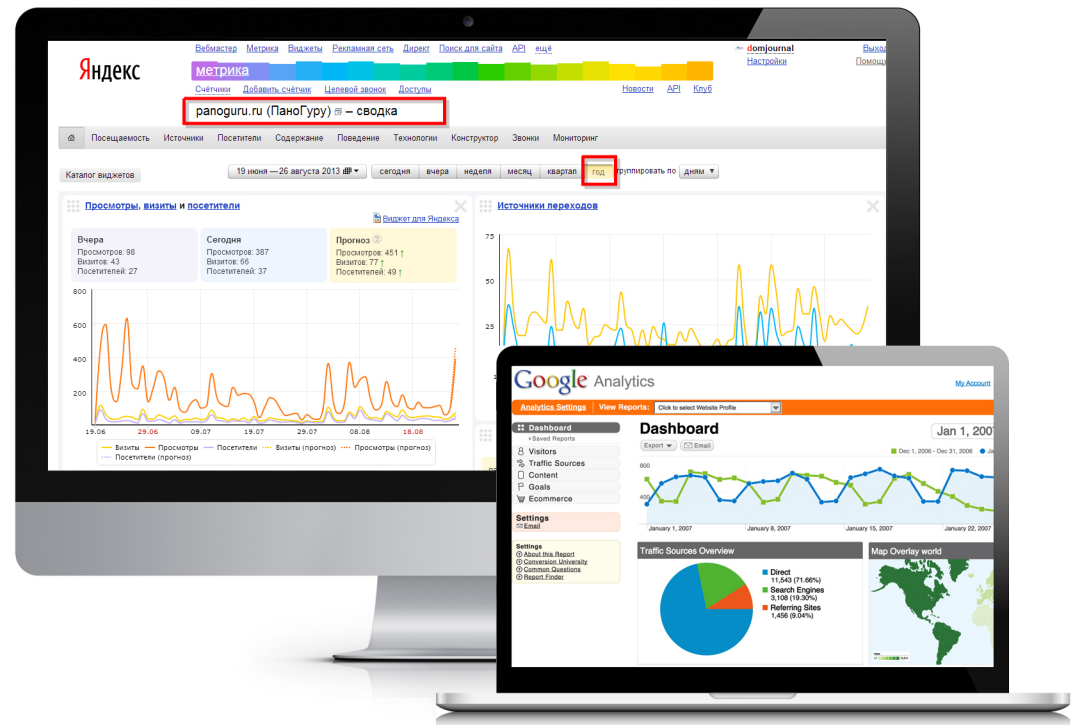 Вебмастер Метрика Виджеты Рекламная сеть Директ Поиск для сайта API ещё
domjournal
Настройки
Яндекс
метрика
Счётчики Добавить счётчик Целевой звонок Доступы
Новости API Клуб
panoguru.ru (ПаноГуру) – сводка
Посещаемость Источники Посетители Содержание Поведение Технологии Конструктор Звонки Мониторинг
Каталог виджетов
19 июня — 26 августа 2013
сегодня вчера неделя месяц квартал год
группировать по дням
Просмотры, визиты и посетители
Виджет для Яндекса
Вчера
Просмотров: 98
Визитов: 43
Посетителей: 27
Сегодня
Просмотров: 387
Визитов: 66
Посетителей: 37
Прогноз
Просмотров: 451 ↑
Визитов: 77 ↑
Посетителей: 49 ↑
800
600
400
200
19.06 29.06 09.07 19.07 29.07 08.08 18.08
Визиты Просмотры Посетители Визиты (прогноз) Просмотры (прогноз)
Посетители (прогноз)
Источники переходов
75
50
25
Google Analytics
My Account
Analytics Settings View Reports: Click to select Website Profile
Dashboard
Saved Reports
Visitors
Traffic Sources
Content
Goals
Ecommerce
Settings
Email
Settings
About this Report
Conversion University
Common Questions
Report Finder
Dashboard
Jan 1, 2007
Export Email
Dec 1, 2006 - Dec 31, 2006
800
400
January 1, 2007 January 8, 2007 January 15, 2007 January 22, 2007
Traffic Sources Overview
Direct
11,543 (71.66%)
Search Engines
3,108 (19.30%)
Referring Sites
1,456 (9.04%)
Map Overlay world